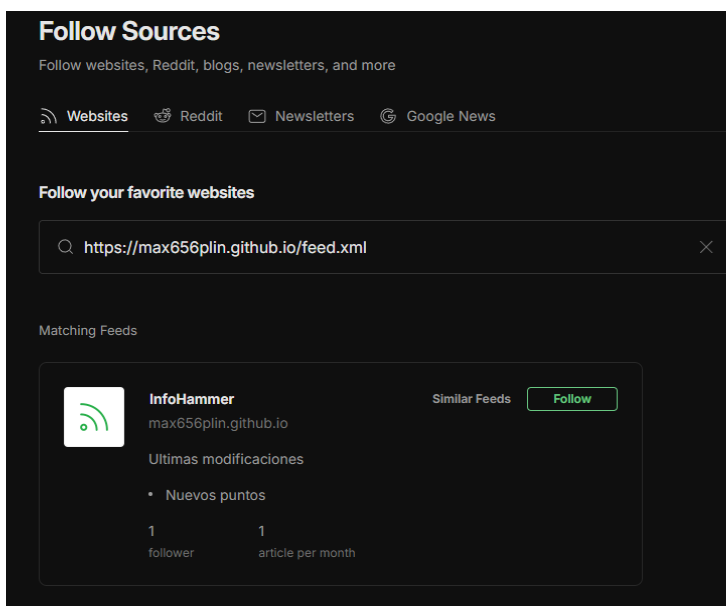 Follow Sources
Follow websites, Reddit, blogs, newsletters, and more
Websites Reddit Newsletters Google News
Follow your favorite websites
https://max656plin.github.io/feed.xml
Matching Feeds
InfoHammer Similar Feeds Follow
max656plin.github.io
Ultimas modificaciones
• Nuevos puntos
1 1
follower article per month